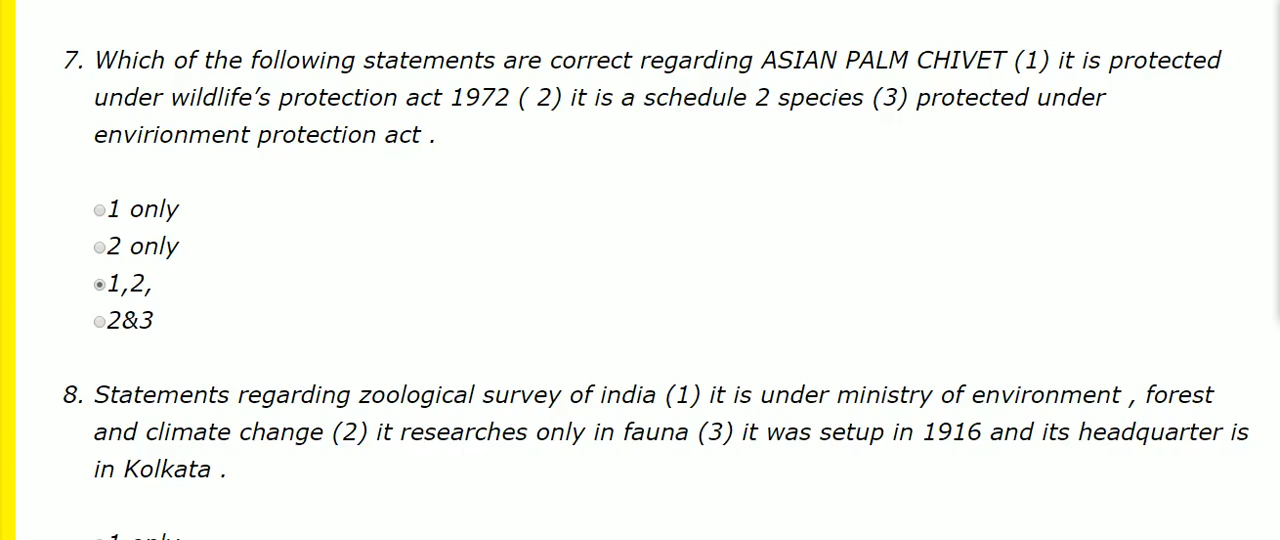 7. Which of the following statements are correct regarding ASIAN PALM CHIVET (1) it is protected
under wildlife’s protection act 1972 ( 2) it is a schedule 2 species (3) protected under
envirionment protection act .
1 only
2 only
1,2,
2&3
8. Statements regarding zoological survey of india (1) it is under ministry of environment , forest
and climate change (2) it researches only in fauna (3) it was setup in 1916 and its headquarter is
in Kolkata .
1 only